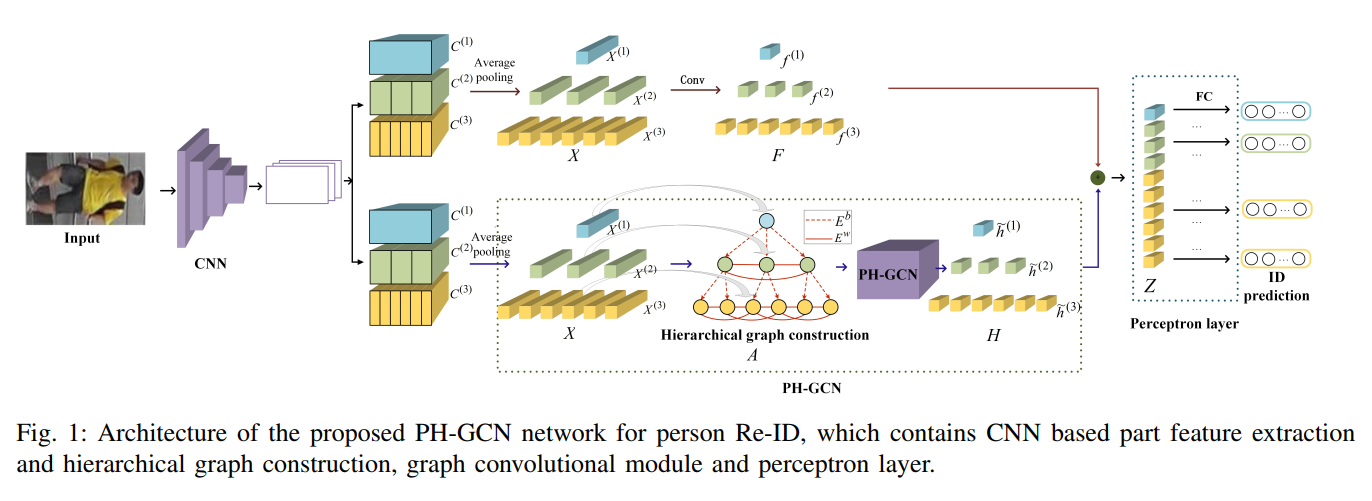 Input
CNN
C^(1)
C^(2)
C^(3)
Average
pooling
X^(1)
X^(2)
X^(3)
X
Conv
f^(1)
f^(2)
f^(3)
F
C^(1)
C^(2)
C^(3)
Average
pooling
X^(1)
X^(2)
X^(3)
X
E^b
E^w
Hierarchical graph construction
A
PH-GCN
h̃^(1)
h̃^(2)
h̃^(3)
H
PH-GCN
*
Z
FC
...
...
...
...
...
...
...
ID
prediction
Perceptron layer
Fig. 1: Architecture of the proposed PH-GCN network for person Re-ID, which contains CNN based part feature extraction
and hierarchical graph construction, graph convolutional module and perceptron layer.